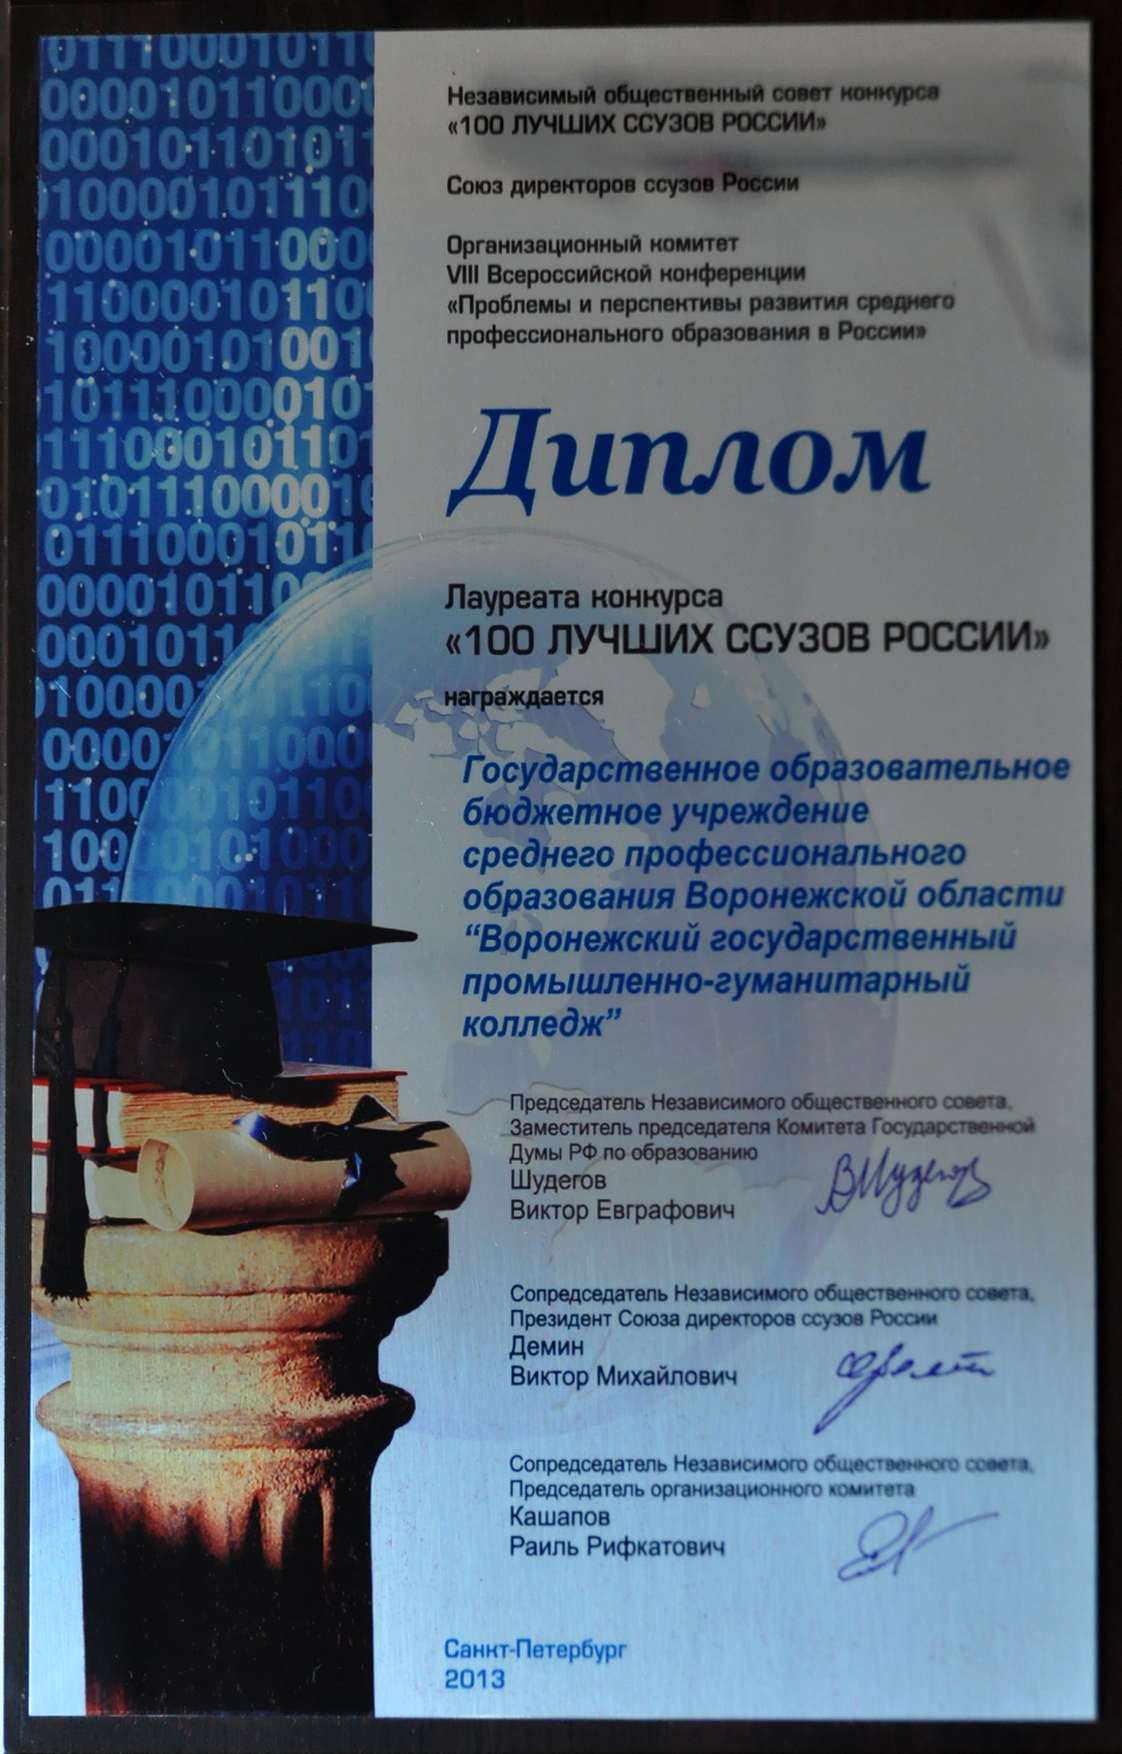 Независимый общественный совет конкурса
«100 ЛУЧШИХ ССУЗОВ РОССИИ»
Союз директоров ссузов России
Организационный комитет
VIII Всероссийской конференции
«Проблемы и перспективы развития среднего
профессионального образования в России»
Диплом
Лауреата конкурса
«100 ЛУЧШИХ ССУЗОВ РОССИИ»
награждается
Государственное образовательное
бюджетное учреждение
среднего профессионального
образования Воронежской области
“Воронежский государственный
промышленно-гуманитарный
колледж”
Председатель Независимого общественного совета,
Заместитель председателя Комитета Государственной
Думы РФ по образованию
Шудегов
Виктор Евграфович
Сопредседатель Независимого общественного совета,
Президент Союза директоров ссузов России
Демин
Виктор Михайлович
Сопредседатель Независимого общественного совета,
Председатель организационного комитета
Кашапов
Раиль Рифкатович
Санкт-Петербург
2013